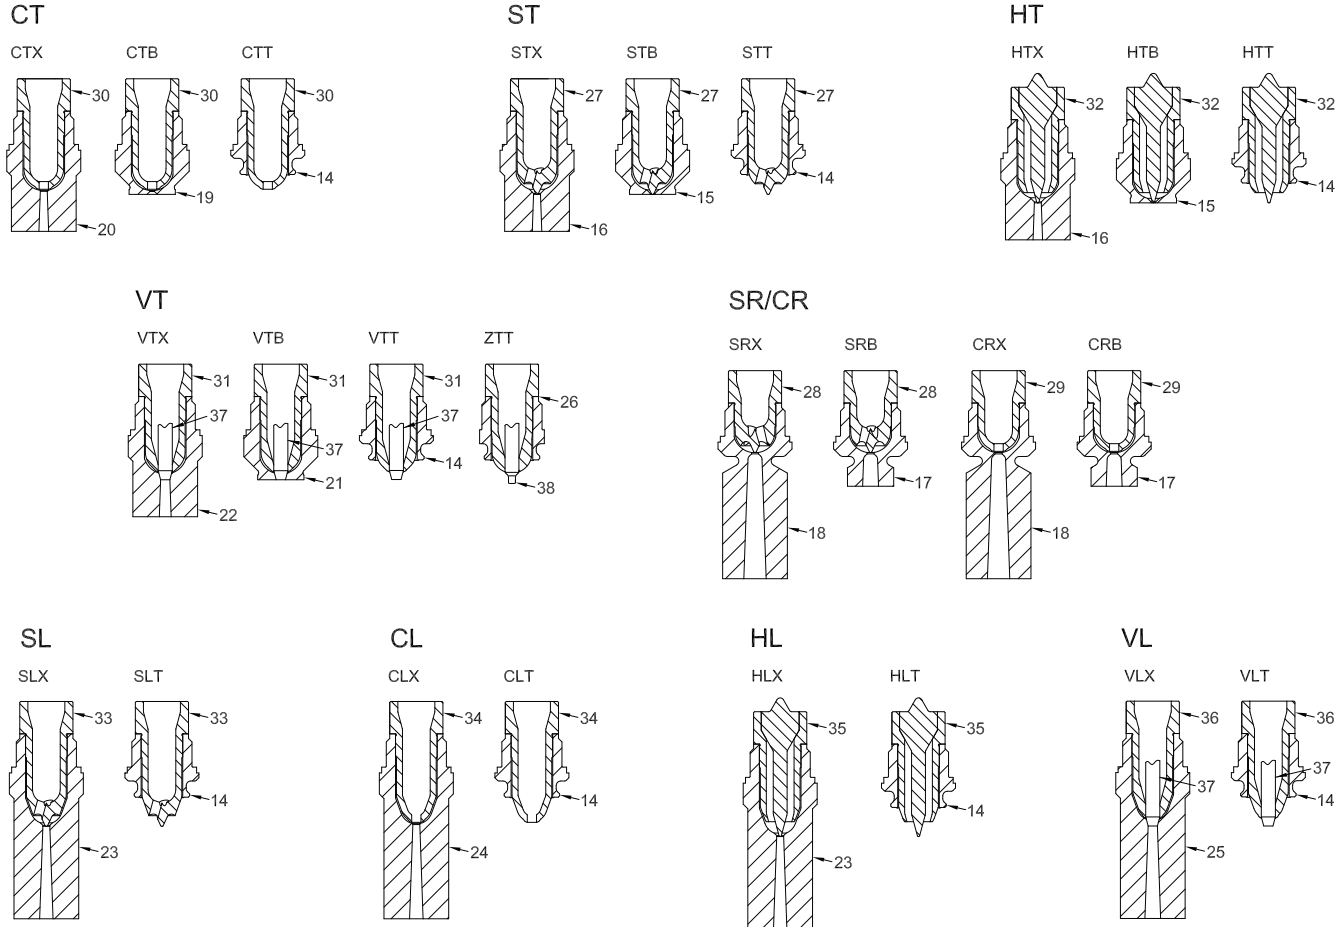 CT ST HT
CTX CTB CTT STX STB STT HTX HTB HTT
30 30 30 27 27 27 32 32 32
14 14 14
19 15 15
20 16 16
VT SR/CR
VTX VTB VTT ZTT SRX SRB CRX CRB
31 31 31 26 28 28 29 29
37 37 37
14
21 38 17 17
22 18 18
SL CL HL VL
SLX SLT CLX CLT HLX HLT VLX VLT
33 33 34 34 35 35 36 36
37 37
14 14 14 14
23 24 23 25